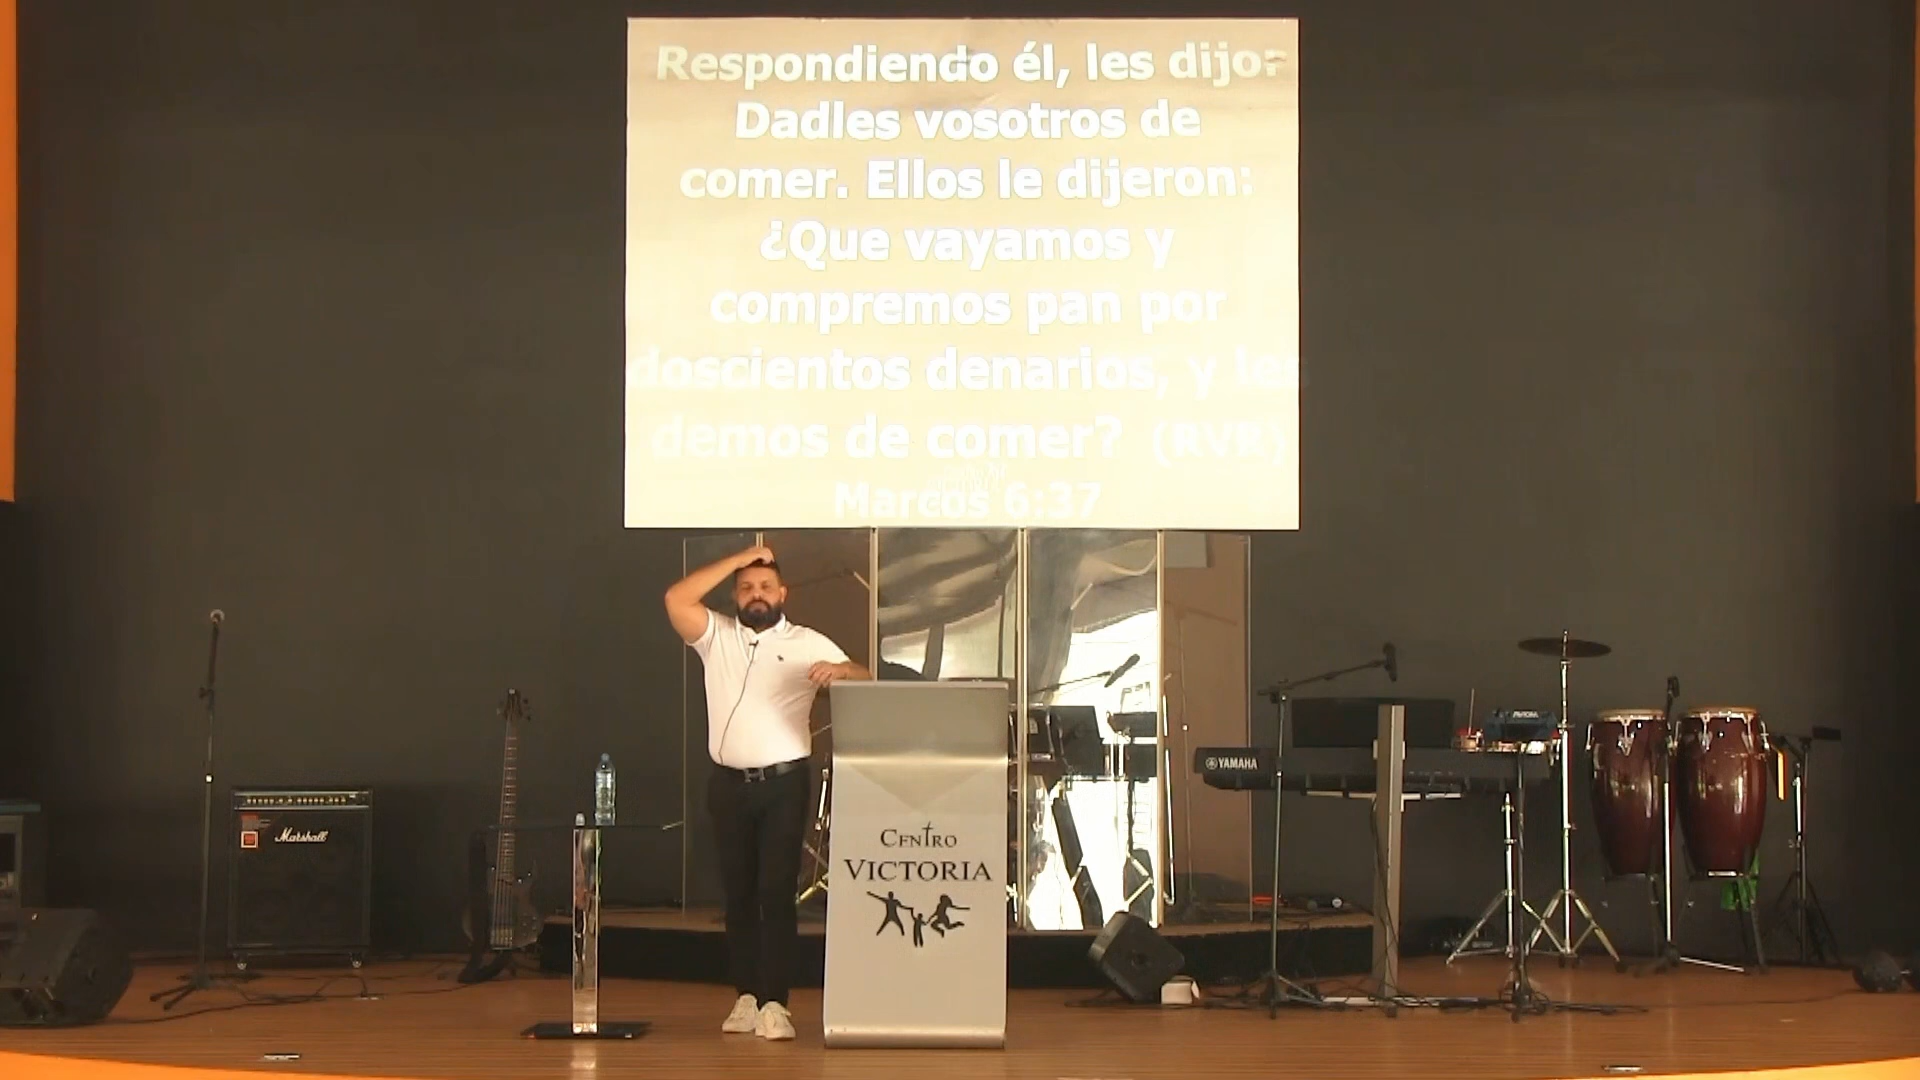 Respondiendo él, les dijo:
Dadles vosotros de
comer. Ellos le dijeron:
¿Que vayamos y
compremos pan por
doscientos denarios, y les
demos de comer? (RVR)
Marcos 6:37
Marshall
YAMAHA
CENTRO
VICTORIA